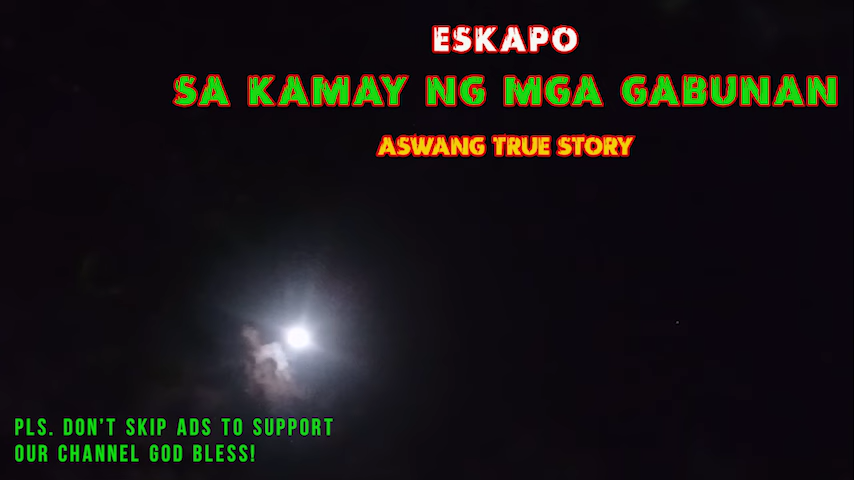 ESKAPO
SA KAMAY NG MGA GABUNAN
ASWANG TRUE STORY
PLS. DON'T SKIP ADS TO SUPPORT
OUR CHANNEL GOD BLESS!